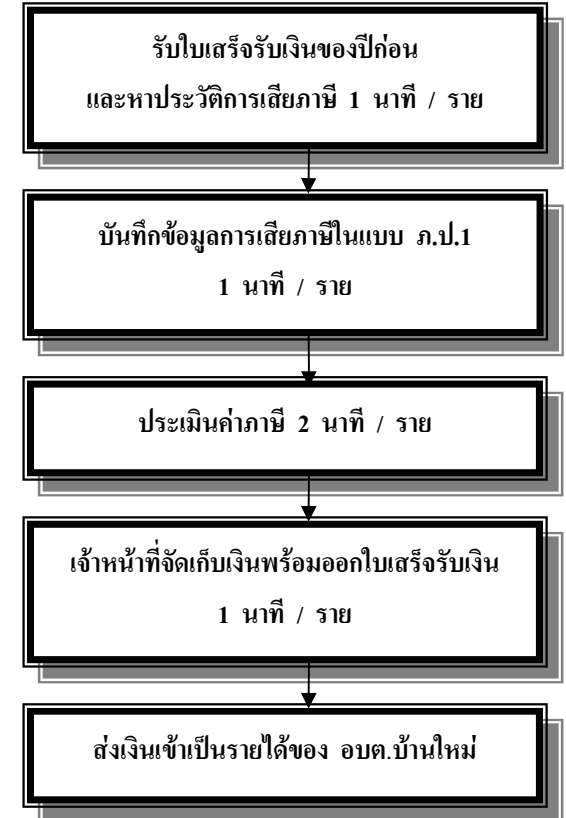 รับใบเสร็จรับเงินของปีก่อน
และหาประวัติการเสียภาษี 1 นาที / ราย
บันทึกข้อมูลการเสียภาษีในแบบ ภ.ป.1
1 นาที / ราย
ประเมินค่าภาษี 2 นาที / ราย
เจ้าหน้าที่จัดเก็บเงินพร้อมออกใบเสร็จรับเงิน
1 นาที / ราย
ส่งเงินเข้าเป็นรายได้ของ อบต.บ้านใหม่